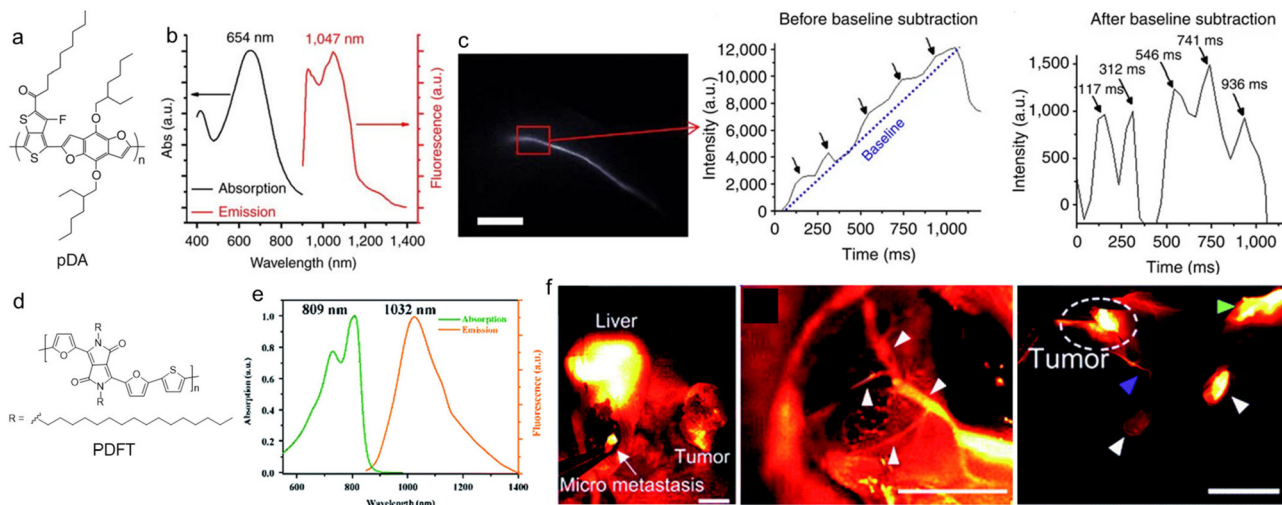 a
O
F
S
O
O
O
S
O
n
pDA
b
654 nm
1,047 nm
Abs (a.u.)
Fluorescence (a.u.)
Absorption
Emission
400
600
800
1,000
1,200
1,400
Wavelength (nm)
c
Before baseline subtraction
12,000
10,000
8,000
6,000
4,000
2,000
0
Intensity (a.u.)
Baseline
0
250
500
750
1,000
Time (ms)
After baseline subtraction
1,500
1,000
500
0
Intensity (a.u.)
117 ms
312 ms
546 ms
741 ms
936 ms
0
250
500
750
1,000
Time (ms)
d
R
N
O
O
S
n
O
N
O
R
R =
PDFT
e
809 nm
1032 nm
Absorption
Emission
1.0
0.8
0.6
0.4
0.2
0.0
Absorption (a.u.)
Fluorescence (a.u.)
600
800
1000
1200
1400
Wavelength (nm)
f
Liver
Tumor
Micro metastasis
Tumor